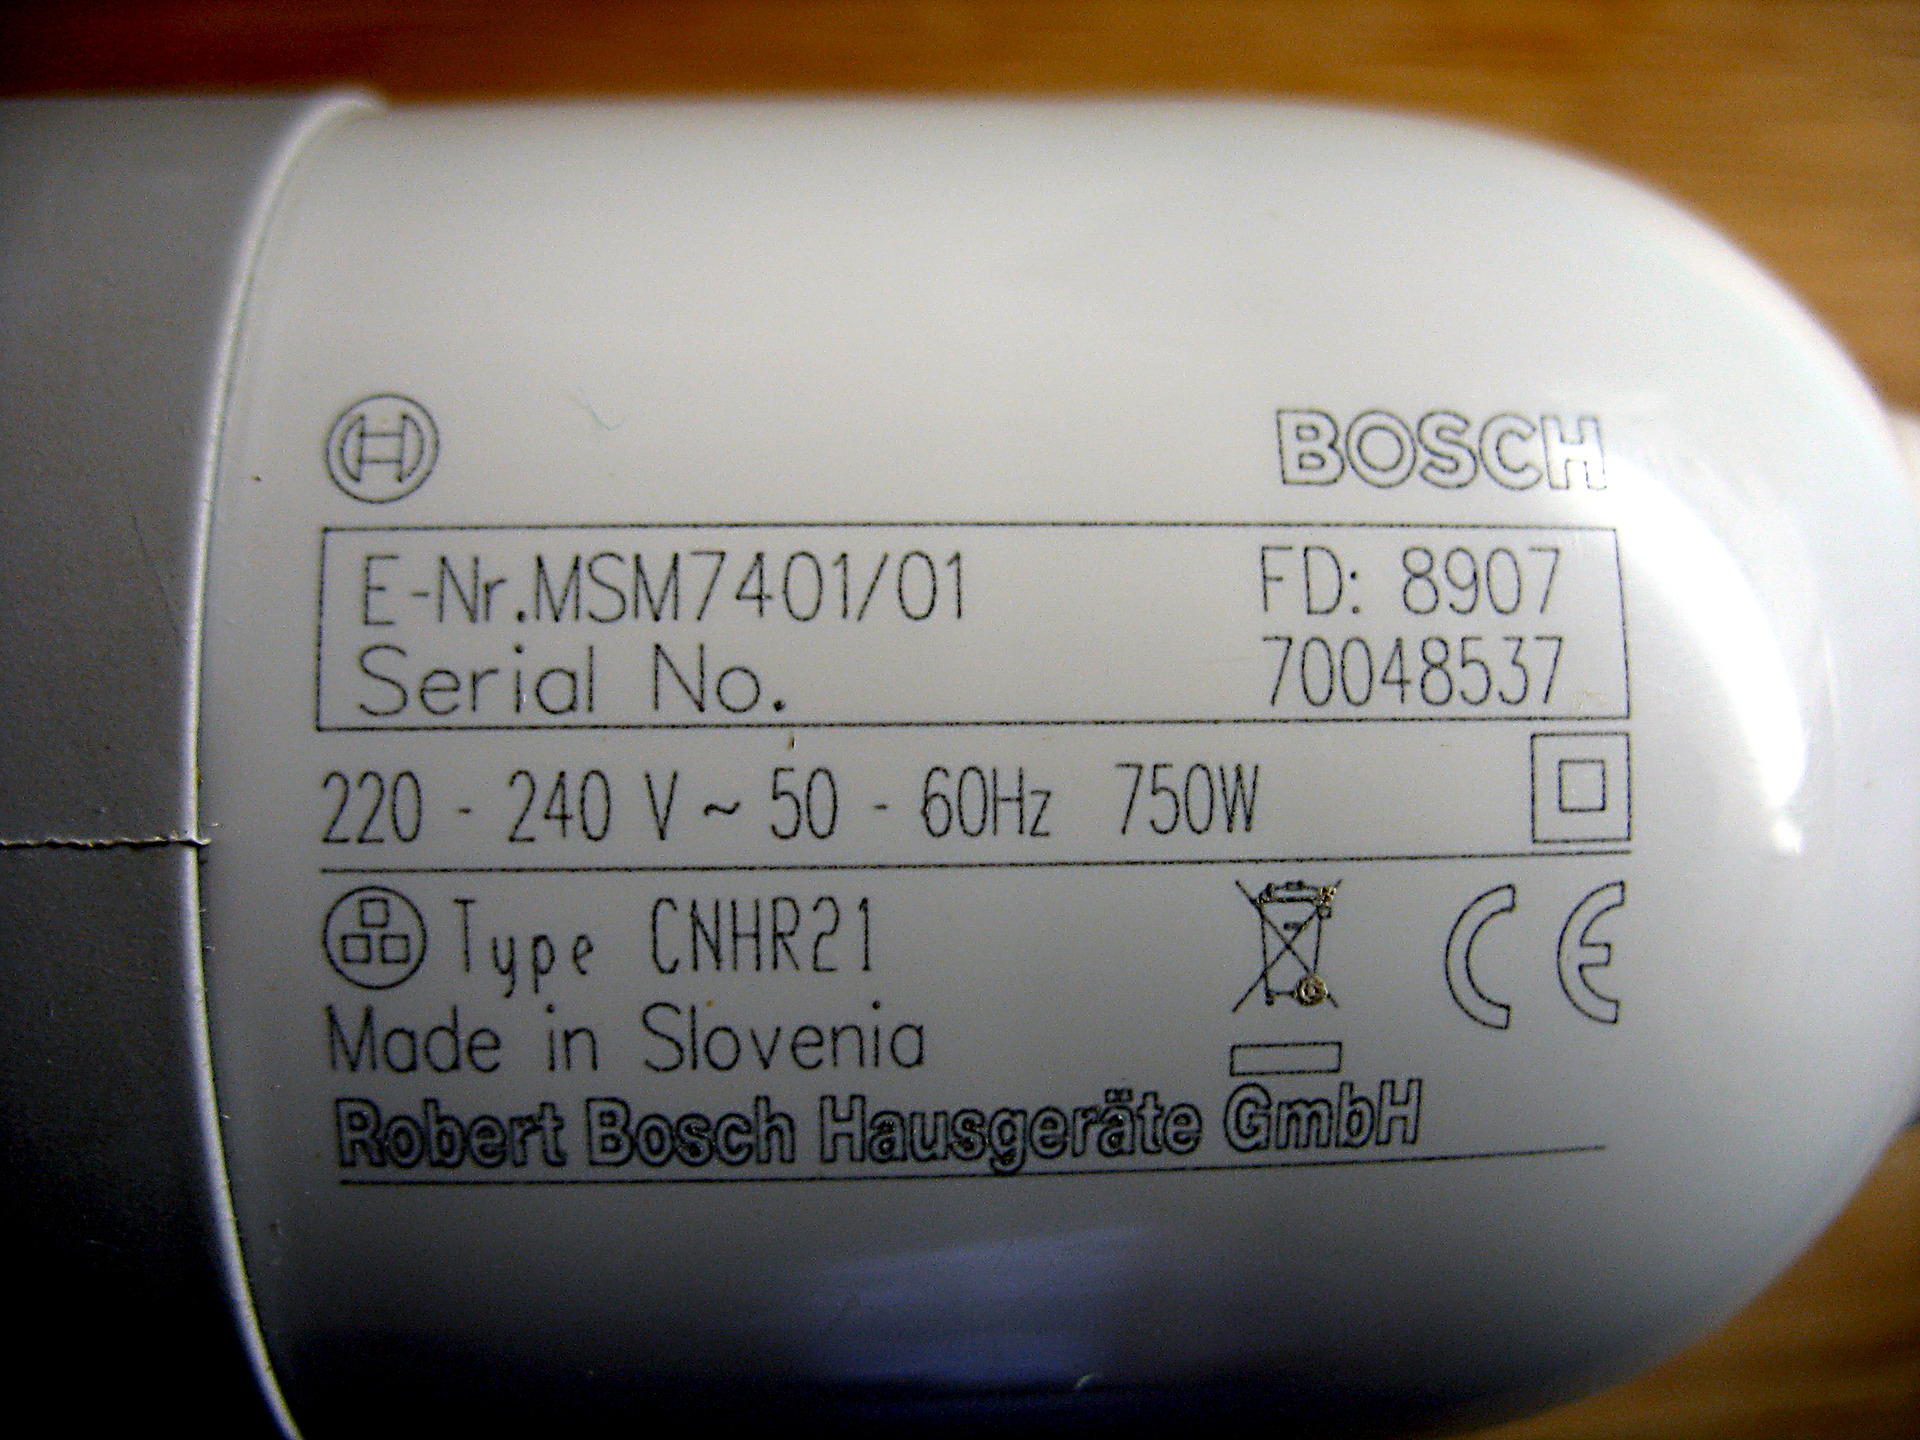 BOSCH
E-Nr.MSM7401/01 FD: 8907
Serial No. 70048537
220 - 240 V ~ 50 - 60Hz 750W
Type CNHR21
CE
Made in Slovenia
Robert Bosch Hausgeräte GmbH